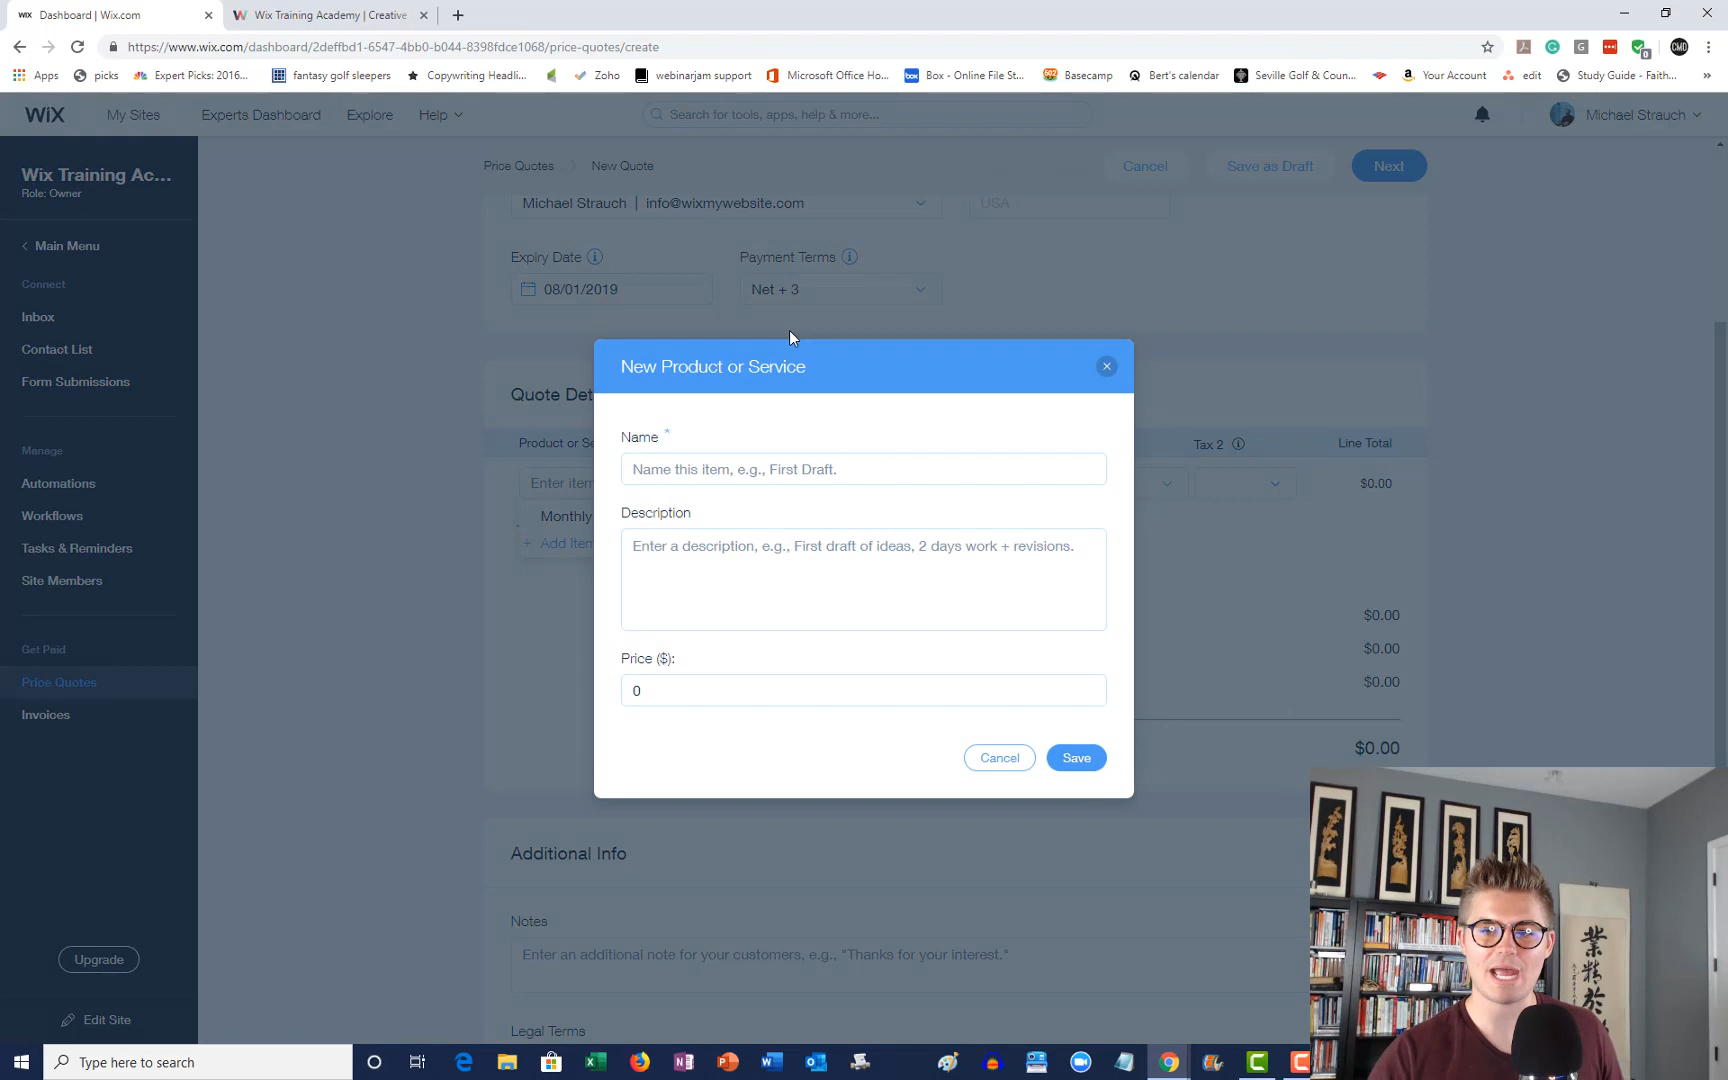 WiX Dashboard | Wix.com
W Wix Training Academy | Creative
https://www.wix.com/dashboard/2deffbd1-6547-4bb0-b044-8398fdce1068/price-quotes/create
CMD
Apps picks Expert Picks: 2016... fantasy golf sleepers Copywriting Headli... Zoho webinarjam support Microsoft Office Ho... box Box - Online File St... 602 Basecamp Bert's calendar Seville Golf & Coun... Your Account edit Study Guide - Faith... »
WiX My Sites Experts Dashboard Explore Help Search for tools, apps, help & more... Michael Strauch
Wix Training Ac...
Role: Owner
Main Menu
Connect
Inbox
Contact List
Form Submissions
Manage
Automations
Workflows
Tasks & Reminders
Site Members
Get Paid
Price Quotes
Invoices
Upgrade
Edit Site
Price Quotes New Quote Cancel Save as Draft Next
Michael Strauch | info@wixmywebsite.com USA
Expiry Date Payment Terms
08/01/2019 Net + 3
Quote Det
Product or Se Tax 2 Line Total
Enter iten $0.00
Monthly
+ Add Iten
$0.00
$0.00
$0.00
$0.00
New Product or Service
Name *
Name this item, e.g., First Draft.
Description
Enter a description, e.g., First draft of ideas, 2 days work + revisions.
Price ($):
0
Cancel Save
Additional Info
Notes
Enter an additional note for your customers, e.g., "Thanks for your interest."
Legal Terms
業
精
於
Type here to search